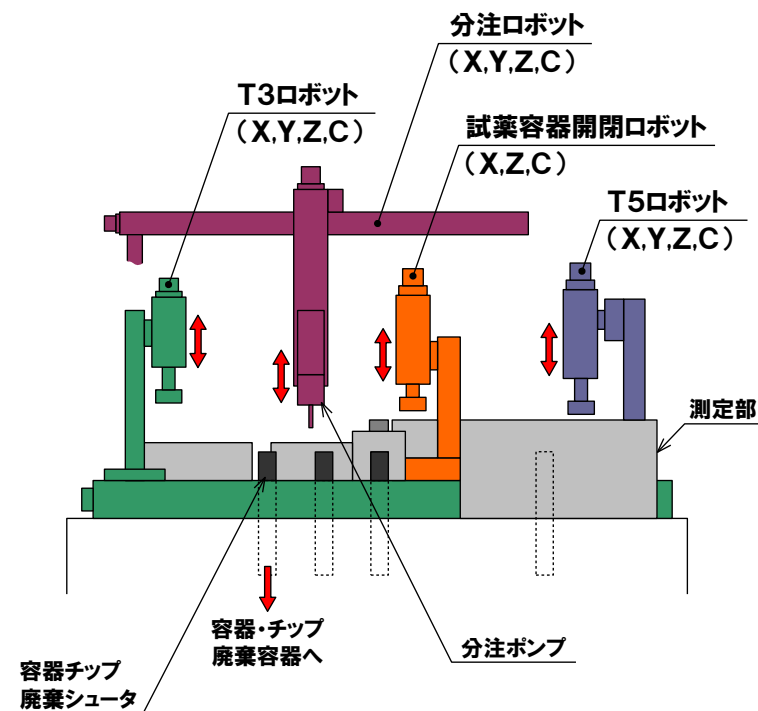 分注ロボット
（X,Y,Z,C）
T3ロボット
（X,Y,Z,C）
試薬容器開閉ロボット
（X,Z,C）
T5ロボット
（X,Y,Z,C）
測定部
容器・チップ
廃棄容器へ
分注ポンプ
容器チップ
廃棄シュータ